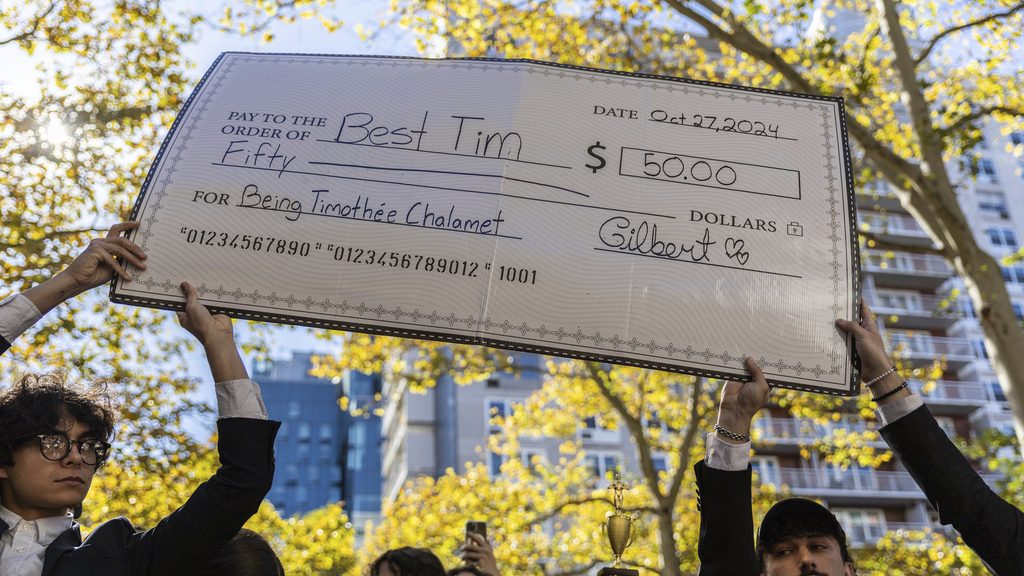 DATE Oct 27, 2024
PAY TO THE
ORDER OF Best Tim $ 50.00
Fifty DOLLARS
FOR Being Timothée Chalamet Gilbert
"01234567890" "0123456789012" 1001